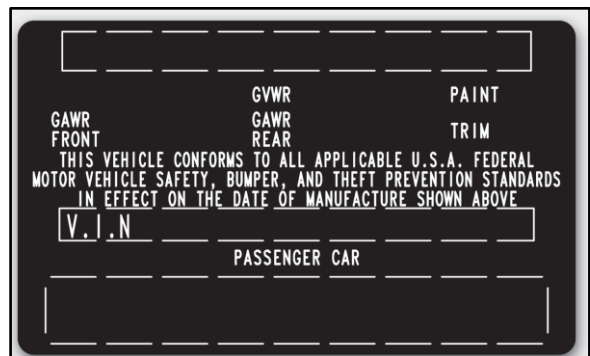 GVWR PAINT
GAWR FRONT GAWR REAR TRIM
THIS VEHICLE CONFORMS TO ALL APPLICABLE U.S.A. FEDERAL
MOTOR VEHICLE SAFETY, BUMPER, AND THEFT PREVENTION STANDARDS
IN EFFECT ON THE DATE OF MANUFACTURE SHOWN ABOVE
V.I.N
PASSENGER CAR